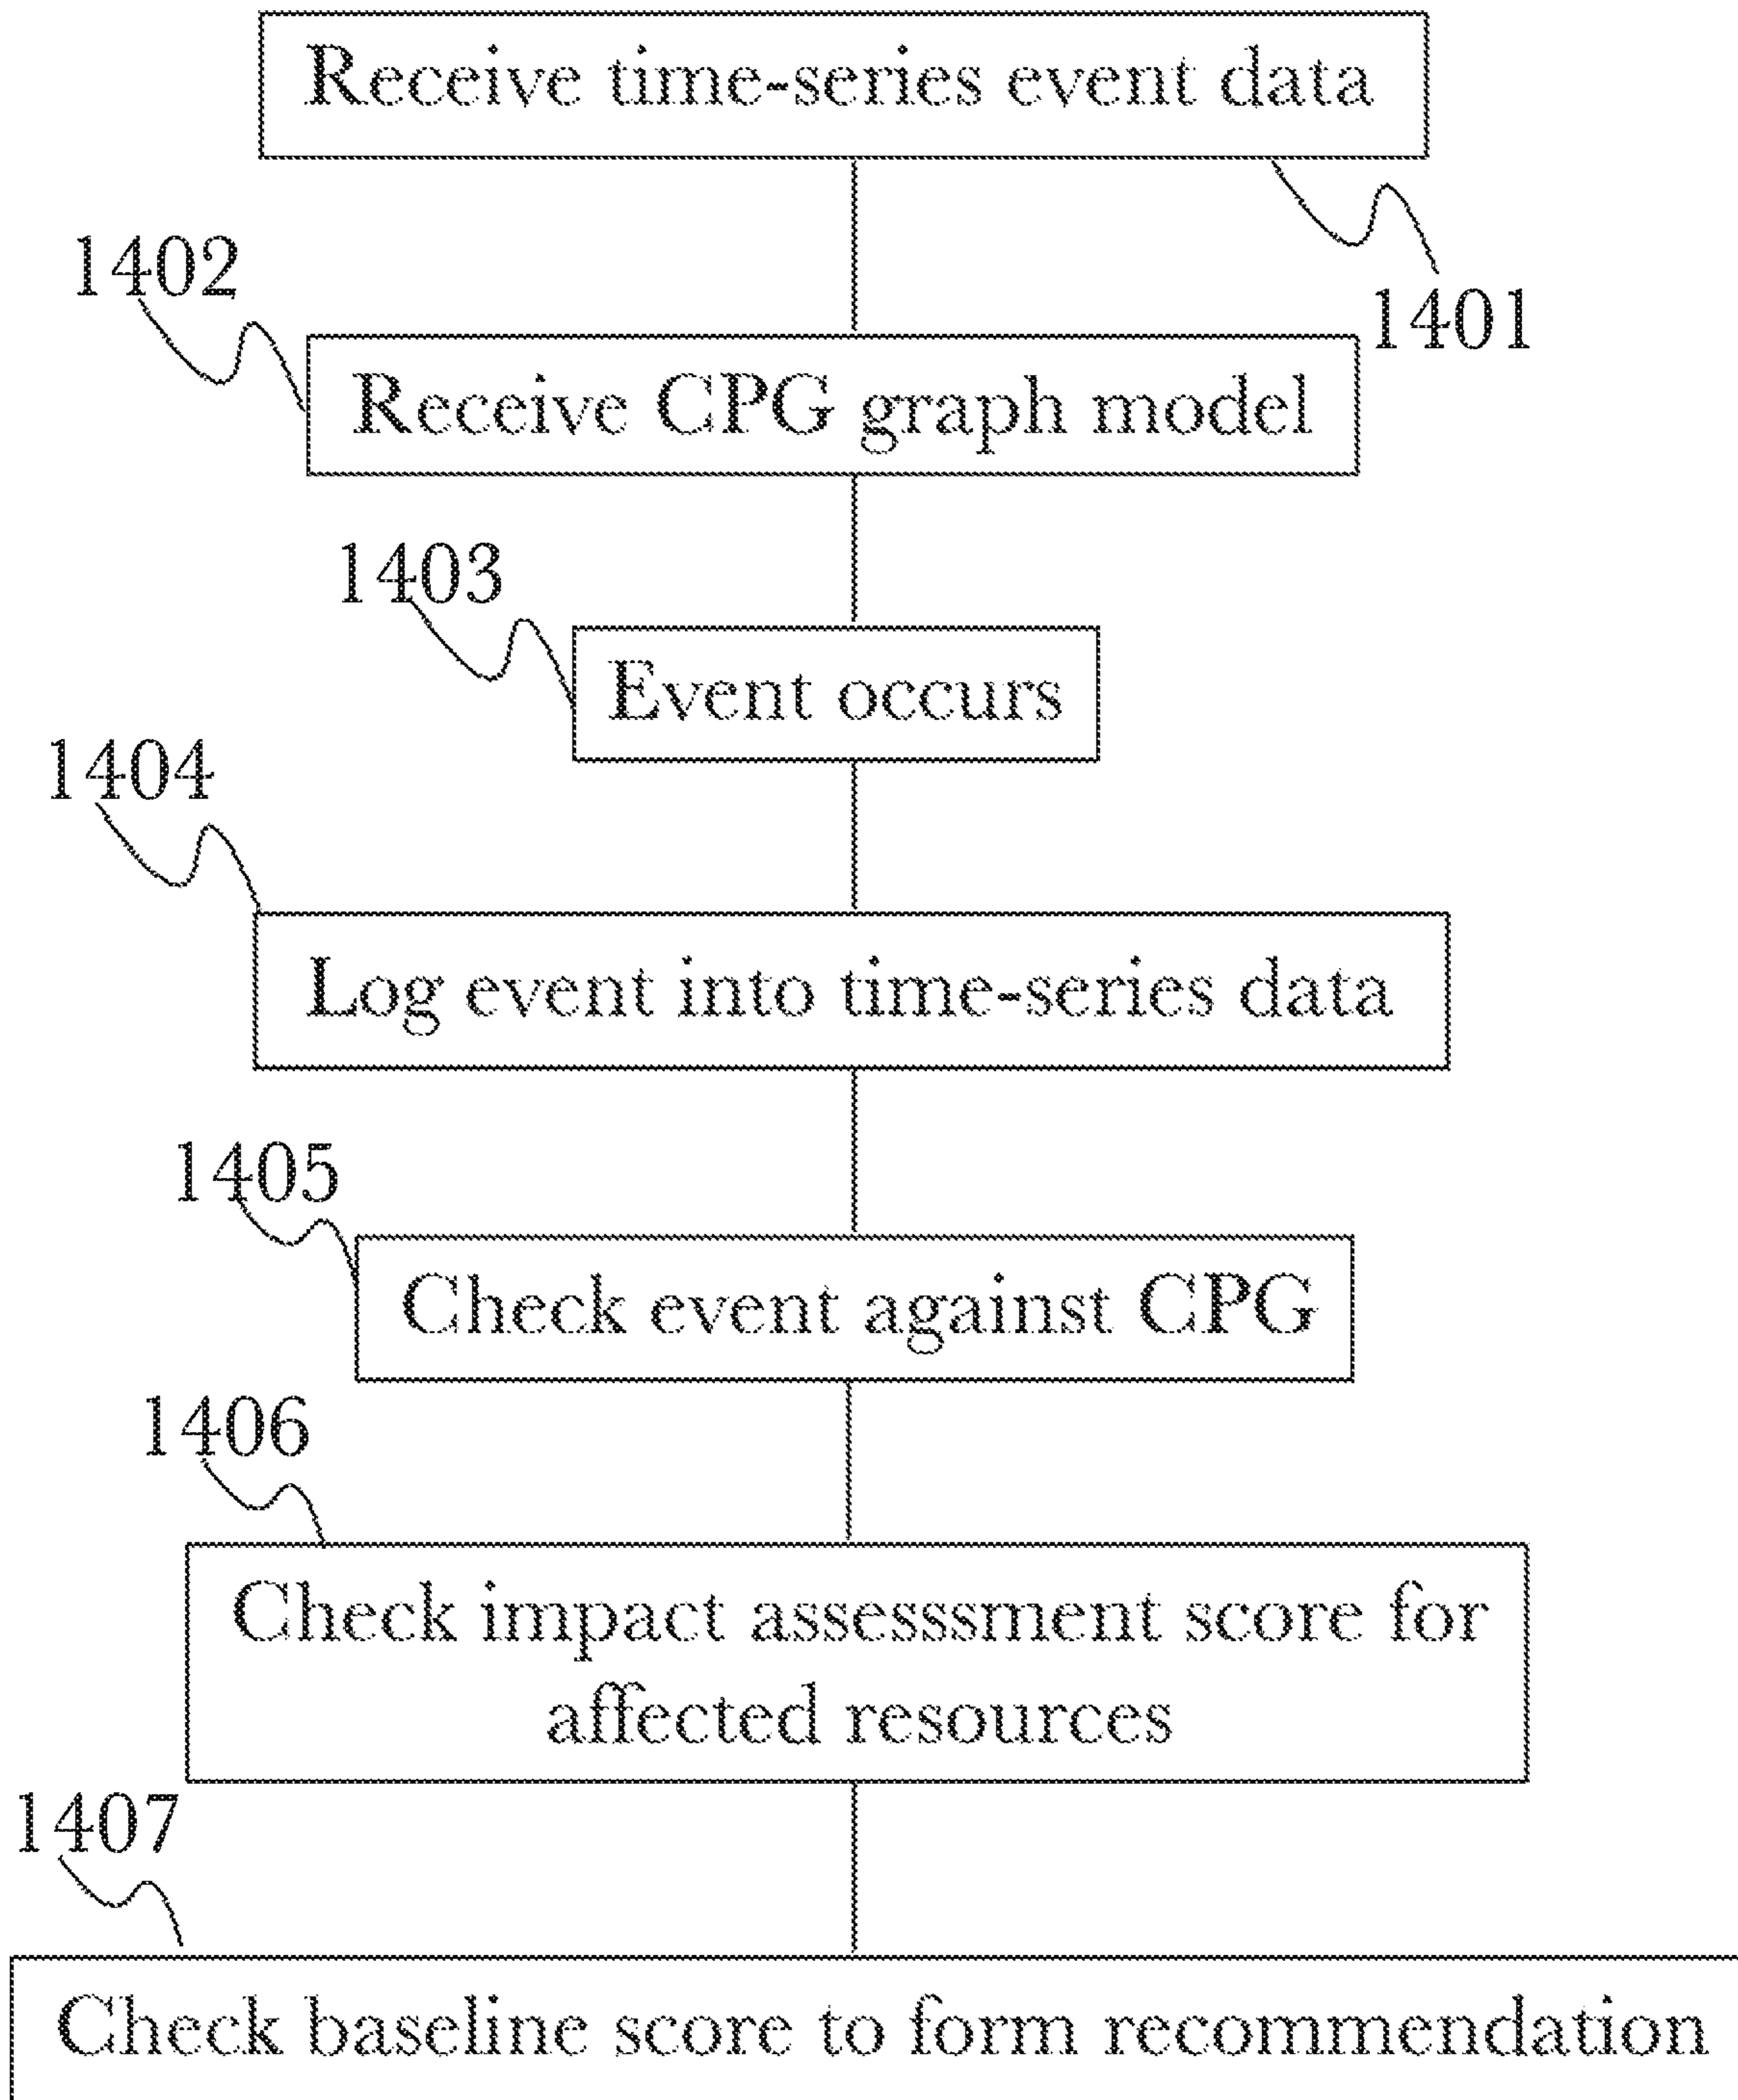 Receive time-series event data
1401
1402
Receive CPG graph model
1403
Event occurs
1404
Log event into time-series data
1405
Check event against CPG
1406
Check impact assesssment score for
affected resources
1407
Check baseline score to form recommendation